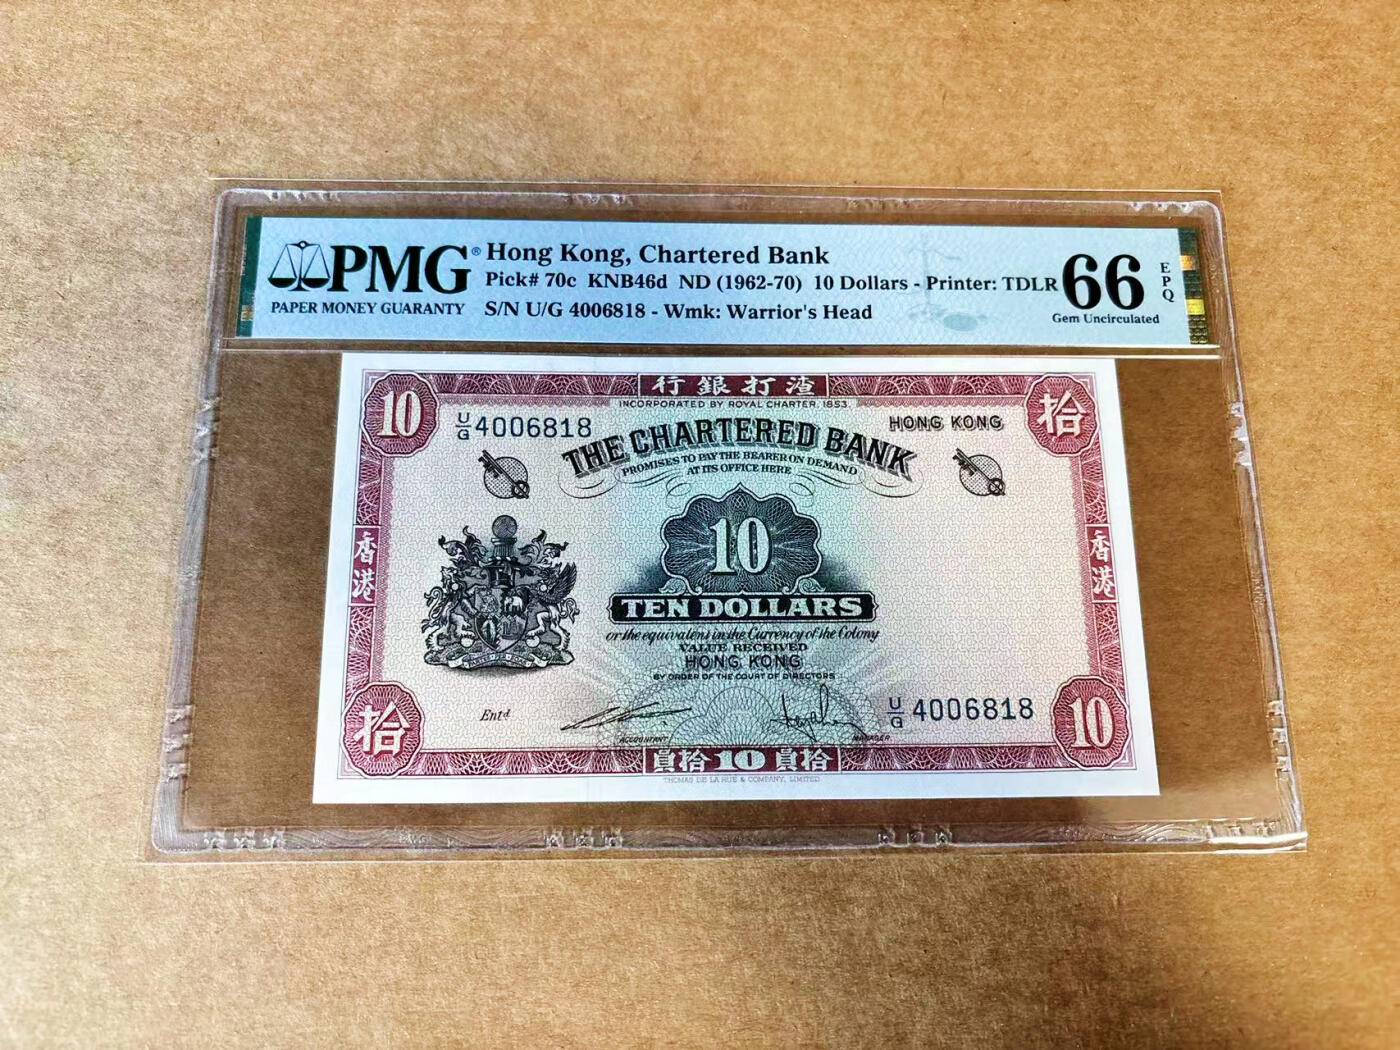 PMG®
PAPER MONEY GUARANTY
Hong Kong, Chartered Bank
Pick# 70c KNB46d ND (1962-70) 10 Dollars - Printer: TDLR
S/N U/G 4006818 - Wmk: Warrior's Head
66
EPQ
Gem Uncirculated
行銀打渣
INCORPORATED BY ROYAL CHARTER, 1853.
10
拾
U/G 4006818
HONG KONG
THE CHARTERED BANK
PROMISES TO PAY THE BEARER ON DEMAND
AT ITS OFFICE HERE
香港
10
香港
TEN DOLLARS
or the equivalent in the Currency of the Colony
VALUE RECEIVED
HONG KONG
BY ORDER OF THE COURT OF DIRECTORS
Entd
U/G 4006818
ACCOUNTANT
MANAGER
拾
10
員拾 10 員拾
THOMAS DE LA RUE & COMPANY, LIMITED.